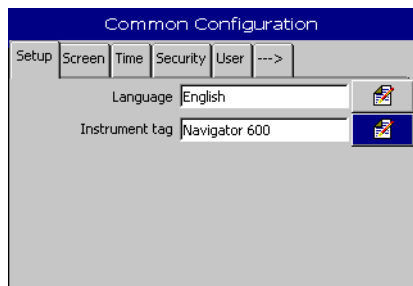 Common Configuration
Setup Screen Time Security User --->
Language English
Instrument tag Navigator 600